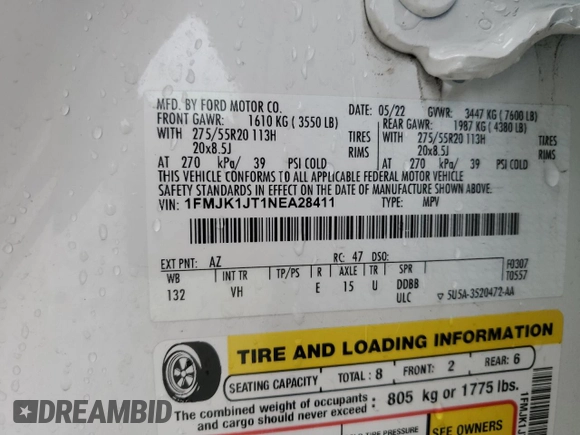 MFD. BY FORD MOTOR CO.
05/22 GVWR: 3447 KG ( 7600 LB)
FRONT GAWR: 1610 KG ( 3550 LB)
REAR GAWR: 1987 KG ( 4380 LB)
WITH 275/55R20 113H TIRES
WITH 275/55R20 113H TIRES
20x8.5J RIMS
20x8.5J RIMS
AT 270 kPa/ 39 PSI COLD
AT 270 kPa/ 39 PSI COLD
THIS VEHICLE CONFORMS TO ALL APPLICABLE FEDERAL MOTOR VEHICLE
SAFETY STANDARDS IN EFFECT ON THE DATE OF MANUFACTURE SHOWN ABOVE.
VIN: 1FMJK1JT1NEA28411 TYPE: MPV
EXT PNT: AZ RC: 47 DSO:
F0307
T0557
WB INT TR TP/PS R AXLE TR SPR
132 VH E 15 U DDBB
ULC 5U5A-3520472-AA
TIRE AND LOADING INFORMATION
SEATING CAPACITY TOTAL : 8 FRONT: 2 REAR: 6
The combined weight of occupants
and cargo should never exceed : 805 kg or 1775 lbs.
TIRE PRESSURE
SEE OWNERS
1FMJK1J
DREAMBID